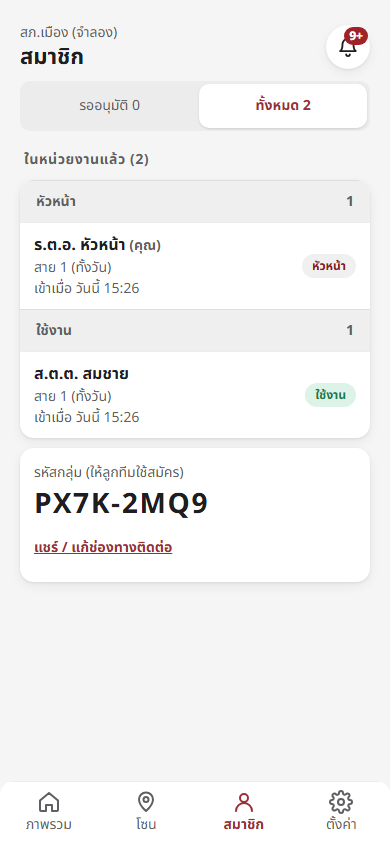 สภ.เมือง (จำลอง)
สมาชิก
9+
รออนุมัติ 0
ทั้งหมด 2
ในหน่วยงานแล้ว (2)
หัวหน้า 1
ร.ต.อ. หัวหน้า (คุณ)
สาย 1 (ทั้งวัน)
เข้าเมื่อ วันนี้ 15:26
หัวหน้า
ใช้งาน 1
ส.ต.ต. สมชาย
สาย 1 (ทั้งวัน)
เข้าเมื่อ วันนี้ 15:26
ใช้งาน
รหัสกลุ่ม (ให้ลูกทีมใช้สมัคร)
PX7K-2MQ9
แชร์ / แก้ช่องทางติดต่อ
ภาพรวม
โซน
สมาชิก
ตั้งค่า